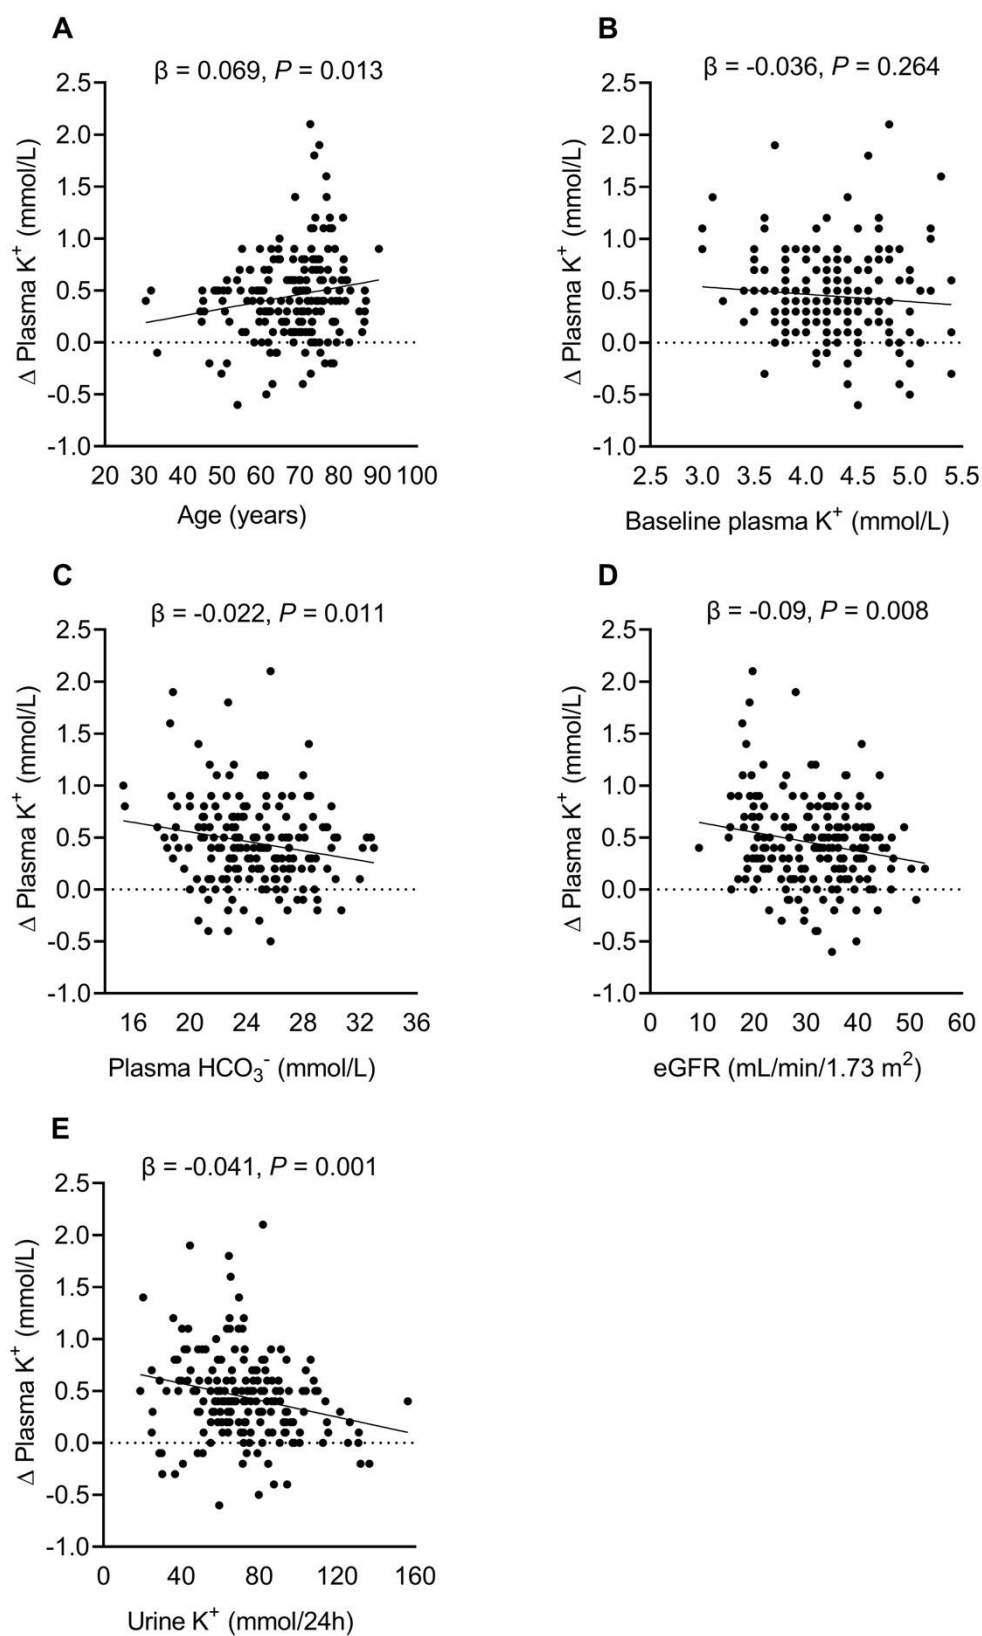 A
β = 0.069, P = 0.013
2.5
2.0
1.5
1.0
0.5
0.0
-0.5
-1.0
Δ Plasma K⁺ (mmol/L)
20 30 40 50 60 70 80 90 100
Age (years)
B
β = -0.036, P = 0.264
2.5
2.0
1.5
1.0
0.5
0.0
-0.5
-1.0
Δ Plasma K⁺ (mmol/L)
2.5 3.0 3.5 4.0 4.5 5.0 5.5
Baseline plasma K⁺ (mmol/L)
C
β = -0.022, P = 0.011
2.5
2.0
1.5
1.0
0.5
0.0
-0.5
-1.0
Δ Plasma K⁺ (mmol/L)
16 20 24 28 32 36
Plasma HCO₃⁻ (mmol/L)
D
β = -0.09, P = 0.008
2.5
2.0
1.5
1.0
0.5
0.0
-0.5
-1.0
Δ Plasma K⁺ (mmol/L)
0 10 20 30 40 50 60
eGFR (mL/min/1.73 m²)
E
β = -0.041, P = 0.001
2.5
2.0
1.5
1.0
0.5
0.0
-0.5
-1.0
Δ Plasma K⁺ (mmol/L)
0 40 80 120 160
Urine K⁺ (mmol/24h)